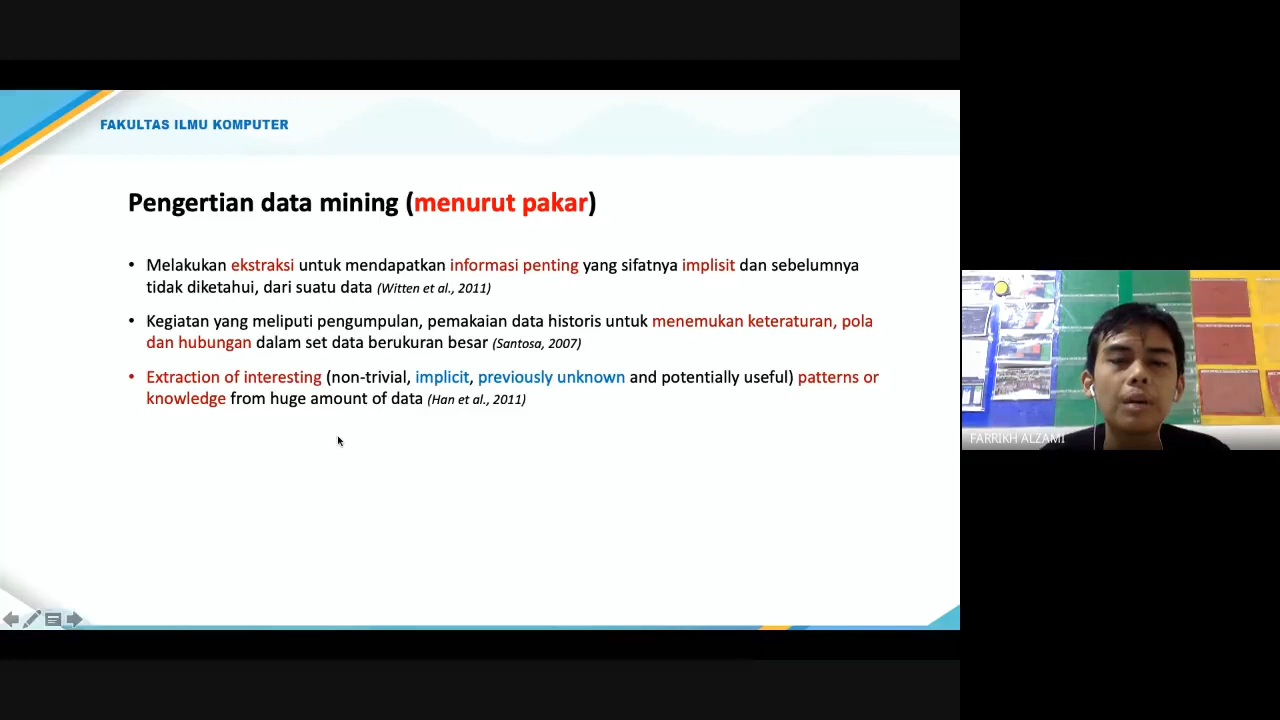 FAKULTAS ILMU KOMPUTER
Pengertian data mining (menurut pakar)
• Melakukan ekstraksi untuk mendapatkan informasi penting yang sifatnya implisit dan sebelumnya
tidak diketahui, dari suatu data (Witten et al., 2011)
• Kegiatan yang meliputi pengumpulan, pemakaian data historis untuk menemukan keteraturan, pola
dan hubungan dalam set data berukuran besar (Santosa, 2007)
• Extraction of interesting (non-trivial, implicit, previously unknown and potentially useful) patterns or
knowledge from huge amount of data (Han et al., 2011)
FARRIKH ALZAMI